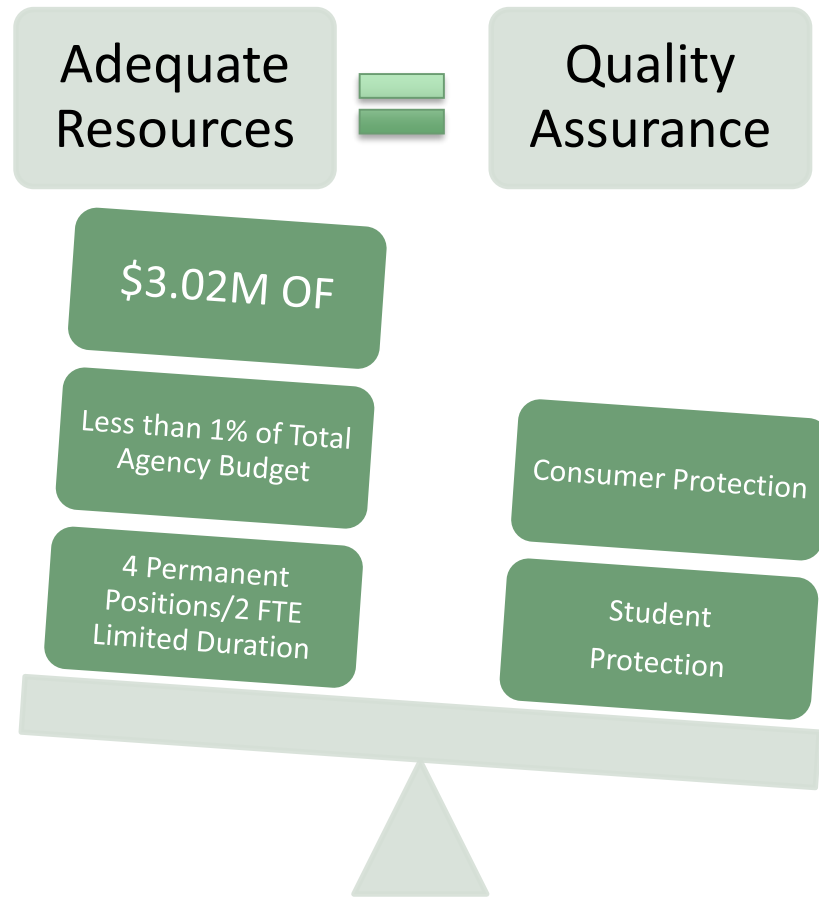 Adequate
Resources
Quality
Assurance
$3.02M OF
Less than 1% of Total
Agency Budget
4 Permanent
Positions/2 FTE
Limited Duration
Consumer Protection
Student
Protection